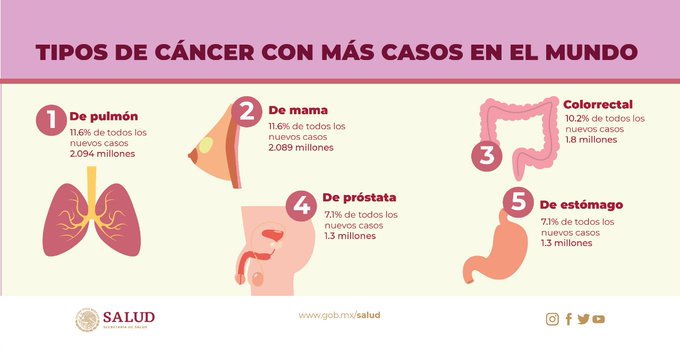 TIPOS DE CÁNCER CON MÁS CASOS EN EL MUNDO
1
De pulmón
11.6% de todos los
nuevos casos
2.094 millones
2
De mama
11.6% de todos los
nuevos casos
2.089 millones
3
Colorrectal
10.2% de todos los
nuevos casos
1.8 millones
4
De próstata
7.1% de todos los
nuevos casos
1.3 millones
5
De estómago
7.1% de todos los
nuevos casos
1.3 millones
SALUD
SECRETARÍA DE SALUD
www.gob.mx/salud